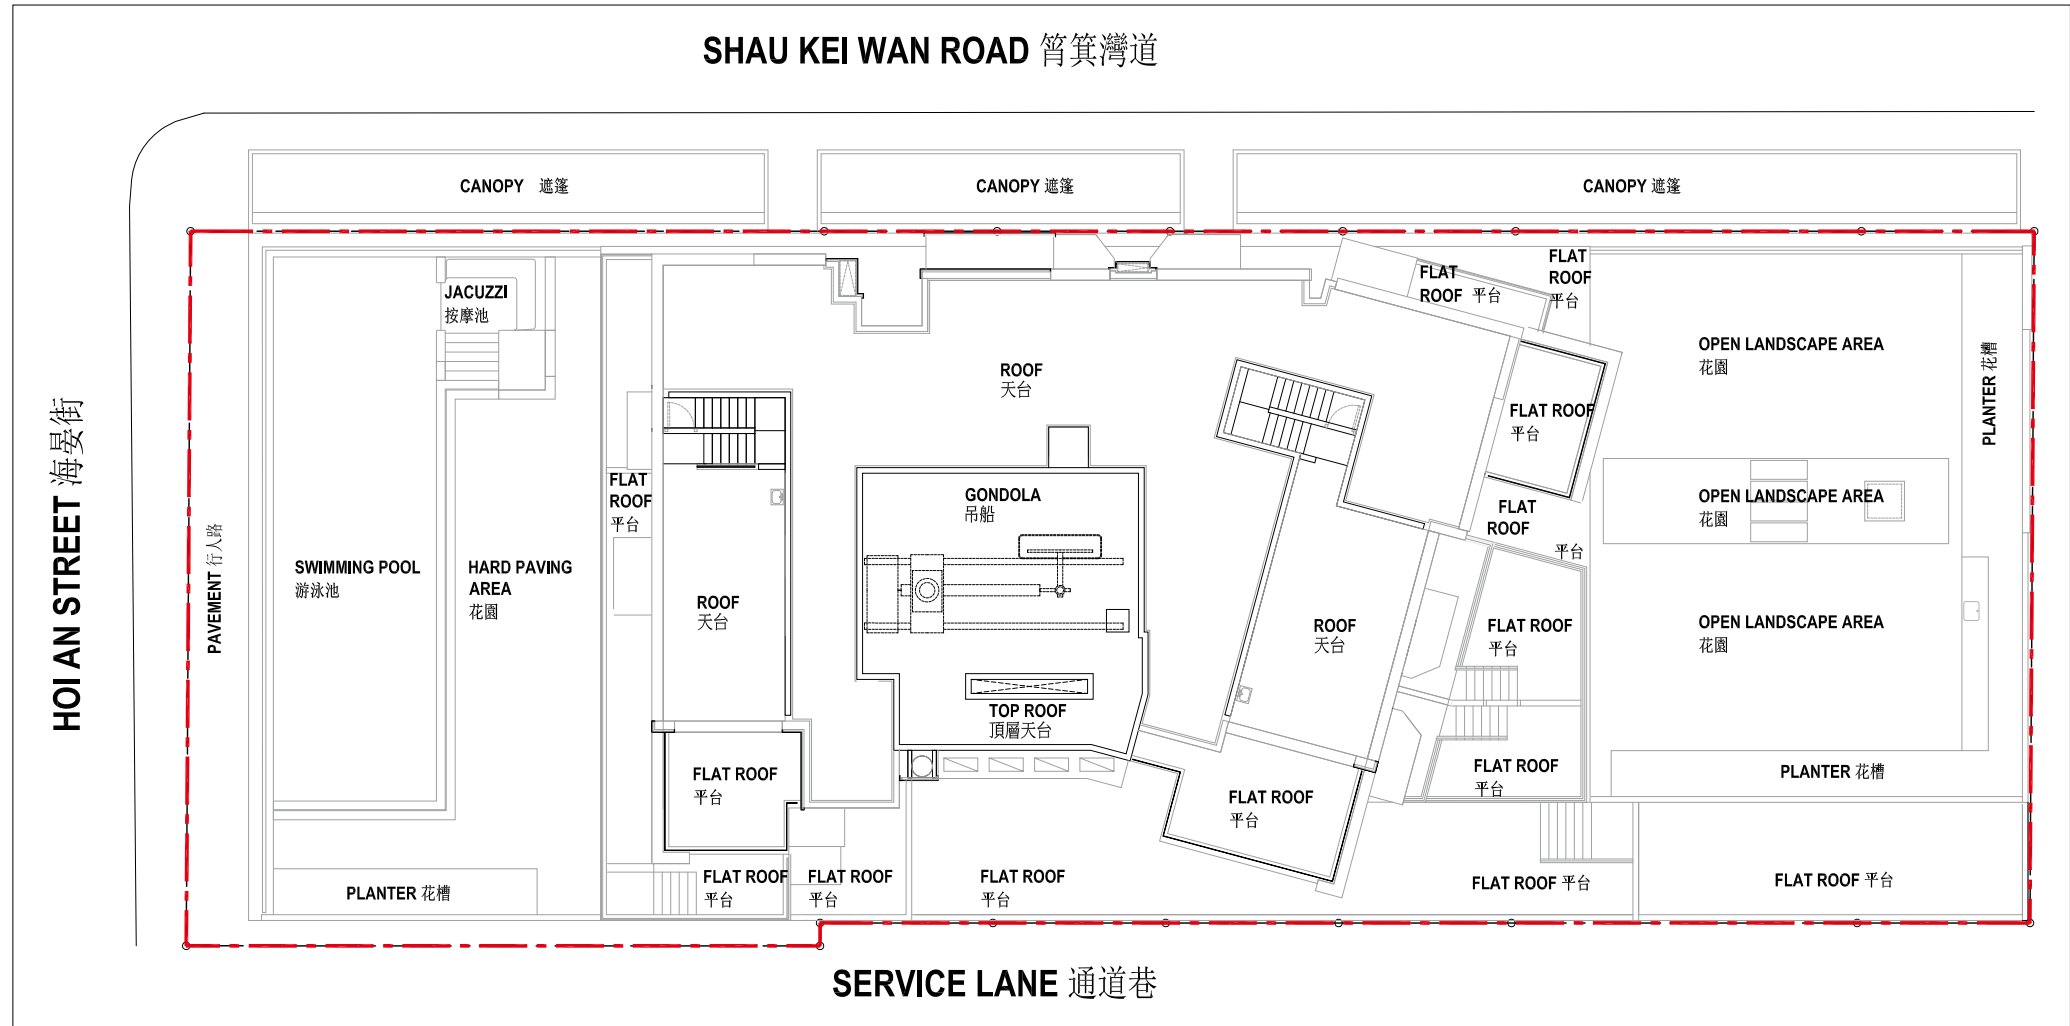 SHAU KEI WAN ROAD 筲箕灣道
CANOPY 遮篷
CANOPY 遮篷
CANOPY 遮篷
HOI AN STREET 海晏街
PAVEMENT 行人路
JACUZZI
按摩池
SWIMMING POOL
游泳池
HARD PAVING
AREA
花園
PLANTER 花槽
FLAT
ROOF
平台
ROOF
天台
ROOF
天台
GONDOLA
吊船
TOP ROOF
頂層天台
ROOF
天台
FLAT
ROOF 平台
FLAT
ROOF
平台
FLAT ROOF
平台
FLAT
ROOF
平台
FLAT ROOF
平台
FLAT ROOF
平台
OPEN LANDSCAPE AREA
花園
OPEN LANDSCAPE AREA
花園
OPEN LANDSCAPE AREA
花園
PLANTER 花槽
PLANTER 花槽
FLAT ROOF
平台
FLAT ROOF
平台
FLAT ROOF
平台
FLAT ROOF
平台
FLAT ROOF
平台
FLAT ROOF 平台
FLAT ROOF 平台
SERVICE LANE 通道巷